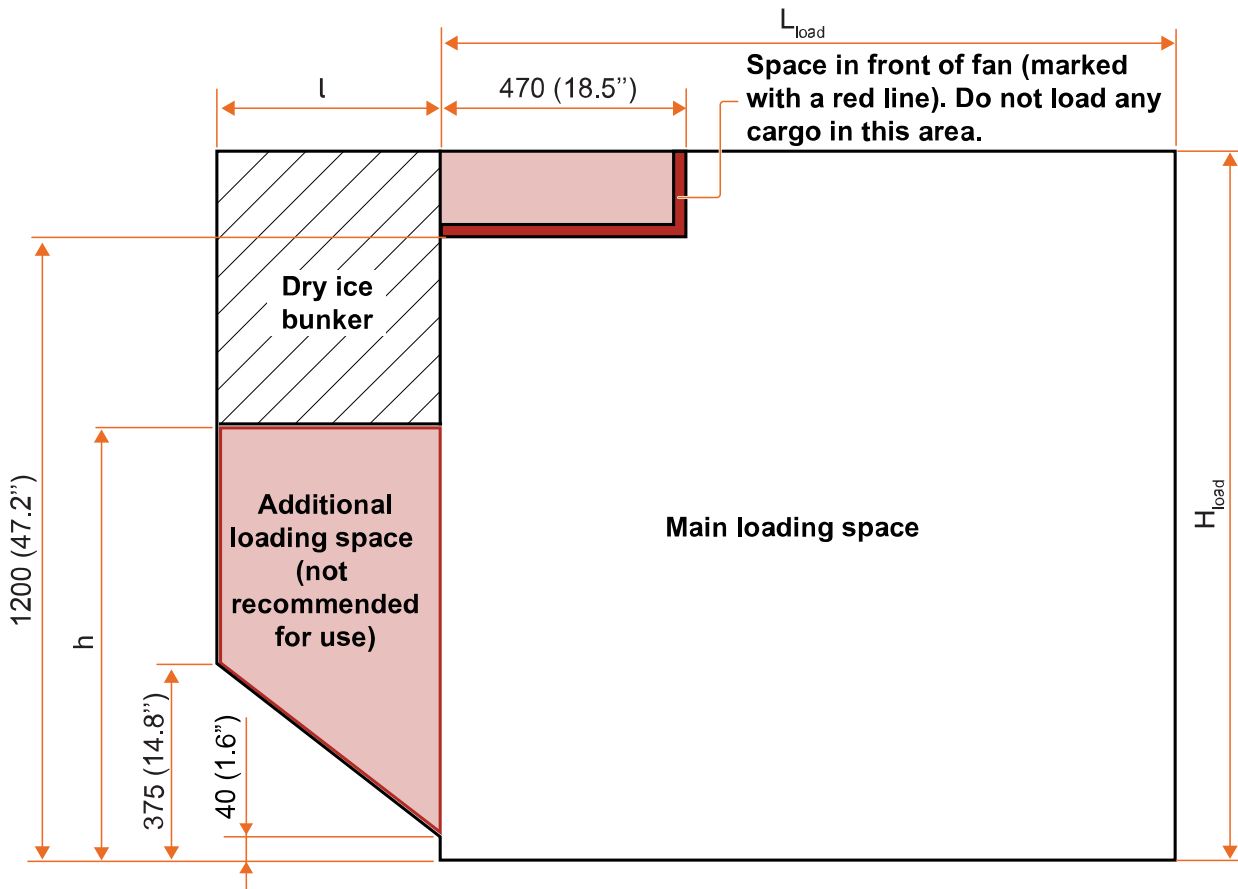 Lload
l
470 (18.5”)
Space in front of fan (marked
with a red line). Do not load any
cargo in this area.
Dry ice
bunker
1200 (47.2”)
h
Additional
loading space
(not
recommended
for use)
Main loading space
Hload
375 (14.8”)
40 (1.6”)